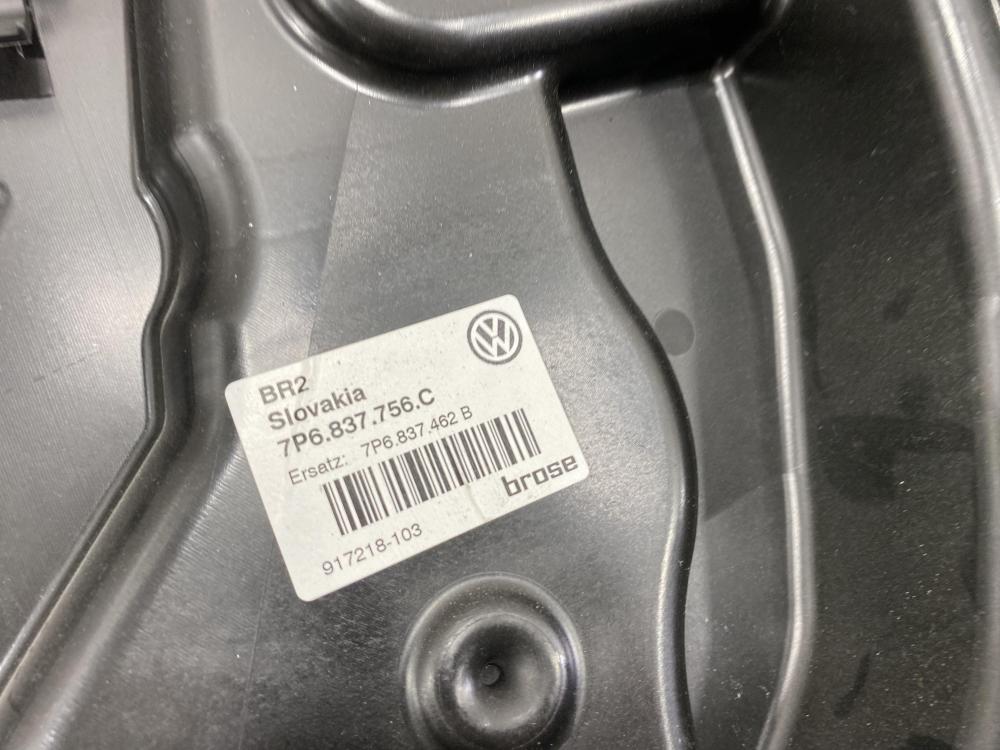 BR2
Slovakia
7P6.837.756.C
Ersatz: 7P6.837.462 B
brose
917218-103